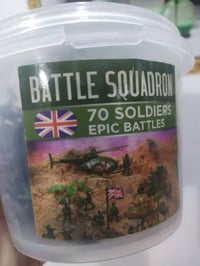 BATTLE SQUADRON
70 SOLDIERS
EPIC BATTLES